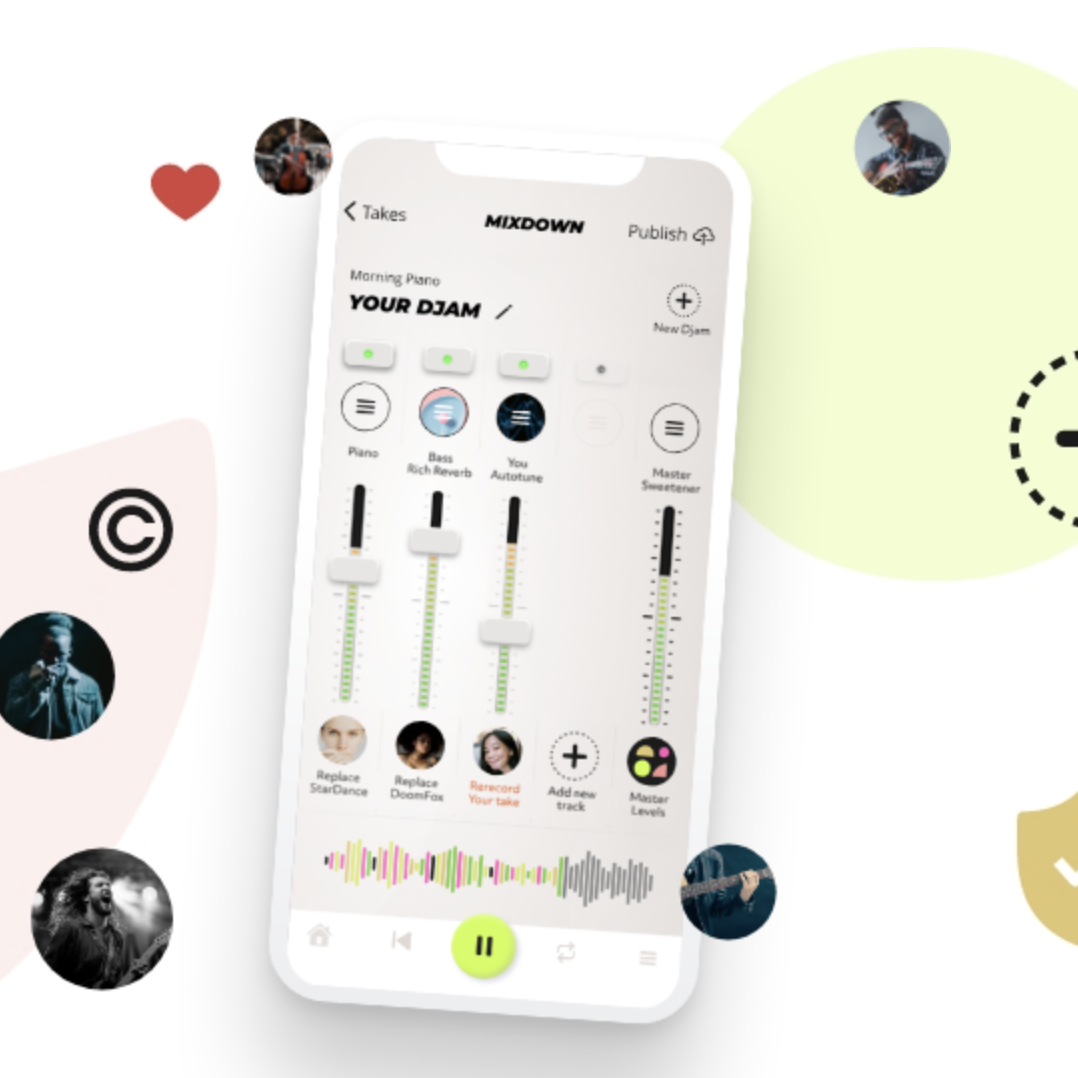 Takes
MIXDOWN
Publish
Morning Piano
YOUR DJAM
New Djam
Piano
Bass
Rich Reverb
You
Autotune
Master
Sweetener
Replace
StarDance
Replace
DoomFox
Rerecord
Your take
Add new
track
Master
Levels
©